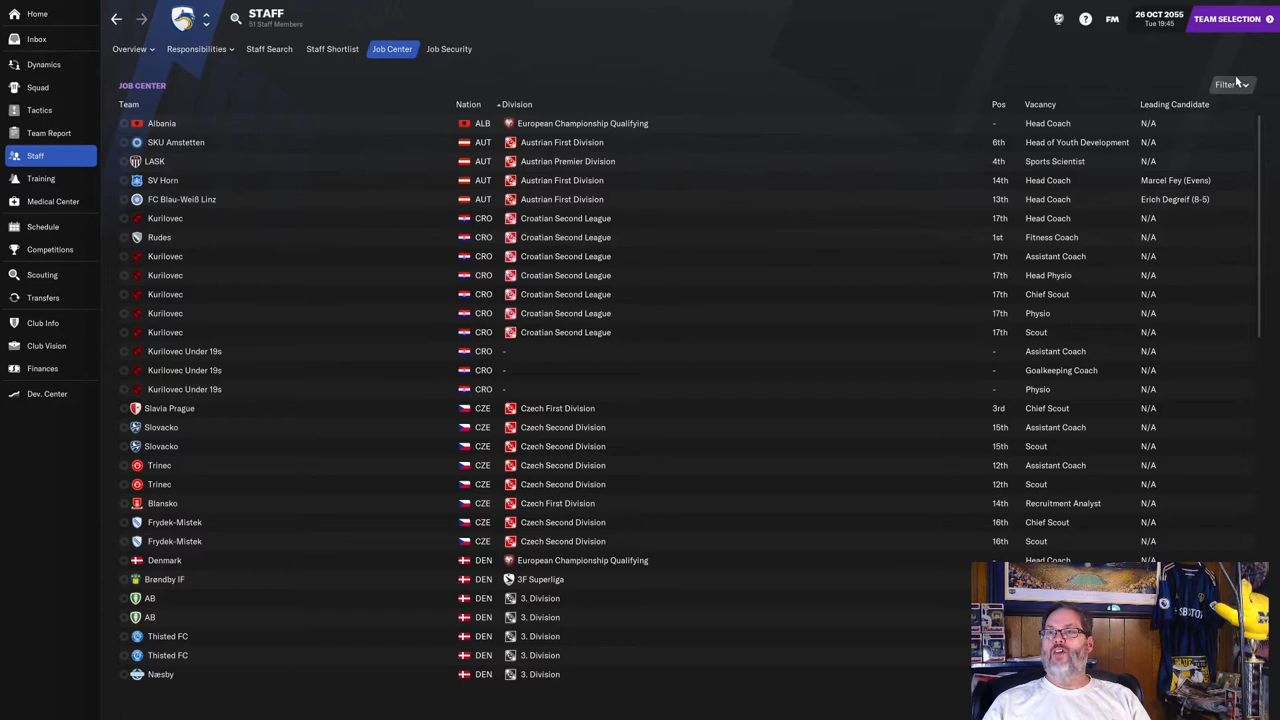 Home
Inbox
Dynamics
Squad
Tactics
Team Report
Staff
Training
Medical Center
Schedule
Competitions
Scouting
Transfers
Club Info
Club Vision
Finances
Dev. Center
STAFF
51 Staff Members
FM
26 OCT 2055
Tue 19:45
TEAM SELECTION
Overview Responsibilities Staff Search Staff Shortlist Job Center Job Security
JOB CENTER
Filter
Team Nation Division Pos Vacancy Leading Candidate
Albania ALB European Championship Qualifying - Head Coach N/A
SKU Amstetten AUT Austrian First Division 6th Head of Youth Development N/A
LASK AUT Austrian Premier Division 4th Sports Scientist N/A
SV Horn AUT Austrian First Division 14th Head Coach Marcel Fey (Evens)
FC Blau-Weiß Linz AUT Austrian First Division 13th Head Coach Erich Degreif (8-5)
Kurilovec CRO Croatian Second League 17th Head Coach N/A
Rudes CRO Croatian Second League 1st Fitness Coach N/A
Kurilovec CRO Croatian Second League 17th Assistant Coach N/A
Kurilovec CRO Croatian Second League 17th Head Physio N/A
Kurilovec CRO Croatian Second League 17th Chief Scout N/A
Kurilovec CRO Croatian Second League 17th Physio N/A
Kurilovec CRO Croatian Second League 17th Scout N/A
Kurilovec Under 19s CRO - - Assistant Coach N/A
Kurilovec Under 19s CRO - - Goalkeeping Coach N/A
Kurilovec Under 19s CRO - - Physio N/A
Slavia Prague CZE Czech First Division 3rd Chief Scout N/A
Slovacko CZE Czech Second Division 15th Assistant Coach N/A
Slovacko CZE Czech Second Division 15th Scout N/A
Trinec CZE Czech Second Division 12th Assistant Coach N/A
Trinec CZE Czech Second Division 12th Scout N/A
Blansko CZE Czech First Division 14th Recruitment Analyst N/A
Frydek-Mistek CZE Czech Second Division 16th Chief Scout N/A
Frydek-Mistek CZE Czech Second Division 16th Scout N/A
Denmark DEN European Championship Qualifying - Head Coach N/A
Brøndby IF DEN 3F Superliga
AB DEN 3. Division
AB DEN 3. Division
Thisted FC DEN 3. Division
Thisted FC DEN 3. Division
Næsby DEN 3. Division